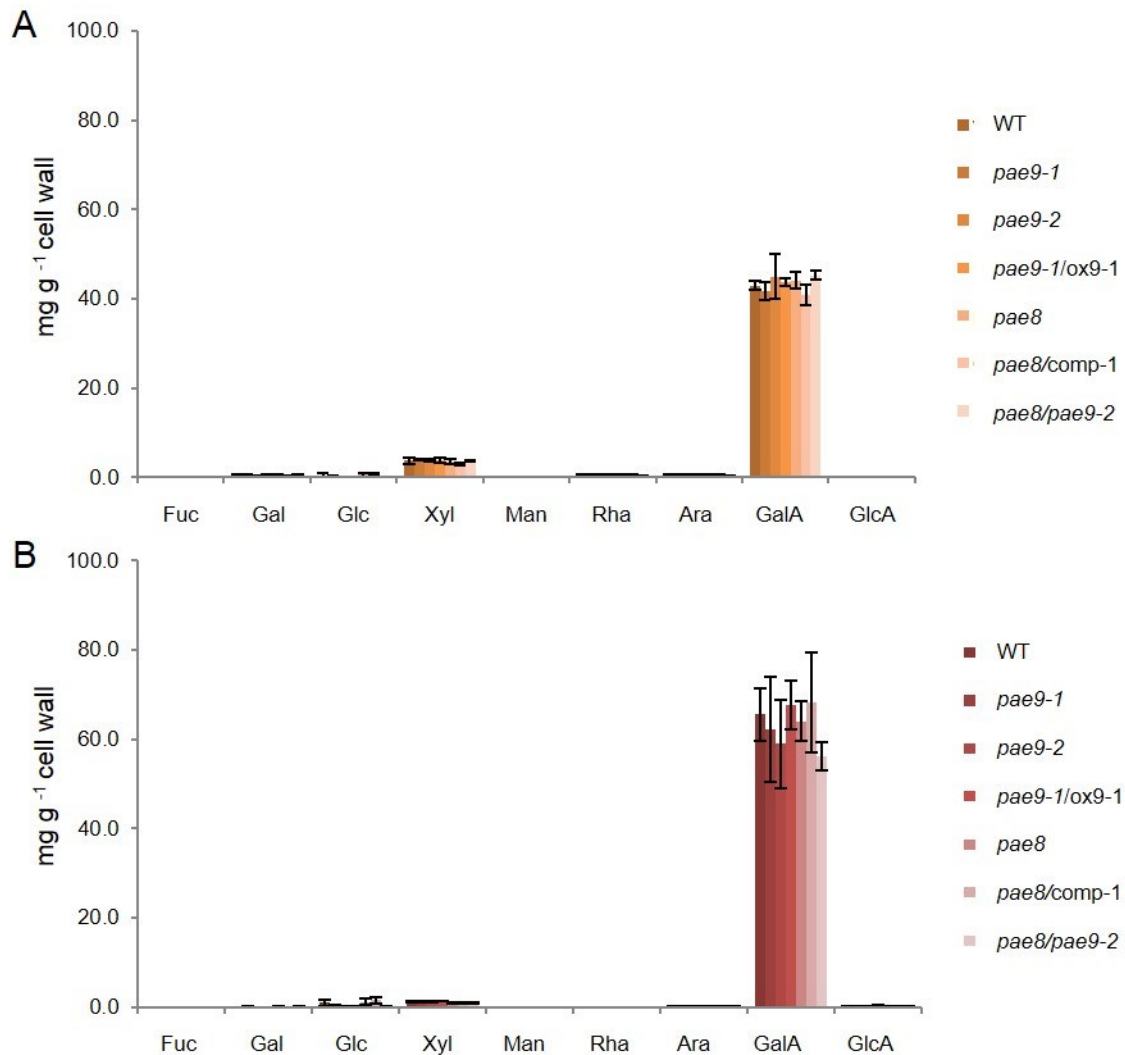 A
100.0
80.0
60.0
40.0
20.0
0.0
mg g -1 cell wall
Fuc Gal Glc Xyl Man Rha Ara GalA GlcA
WT
pae9-1
pae9-2
pae9-1/ox9-1
pae8
pae8/comp-1
pae8/pae9-2
B
100.0
80.0
60.0
40.0
20.0
0.0
mg g -1 cell wall
Fuc Gal Glc Xyl Man Rha Ara GalA GlcA
WT
pae9-1
pae9-2
pae9-1/ox9-1
pae8
pae8/comp-1
pae8/pae9-2